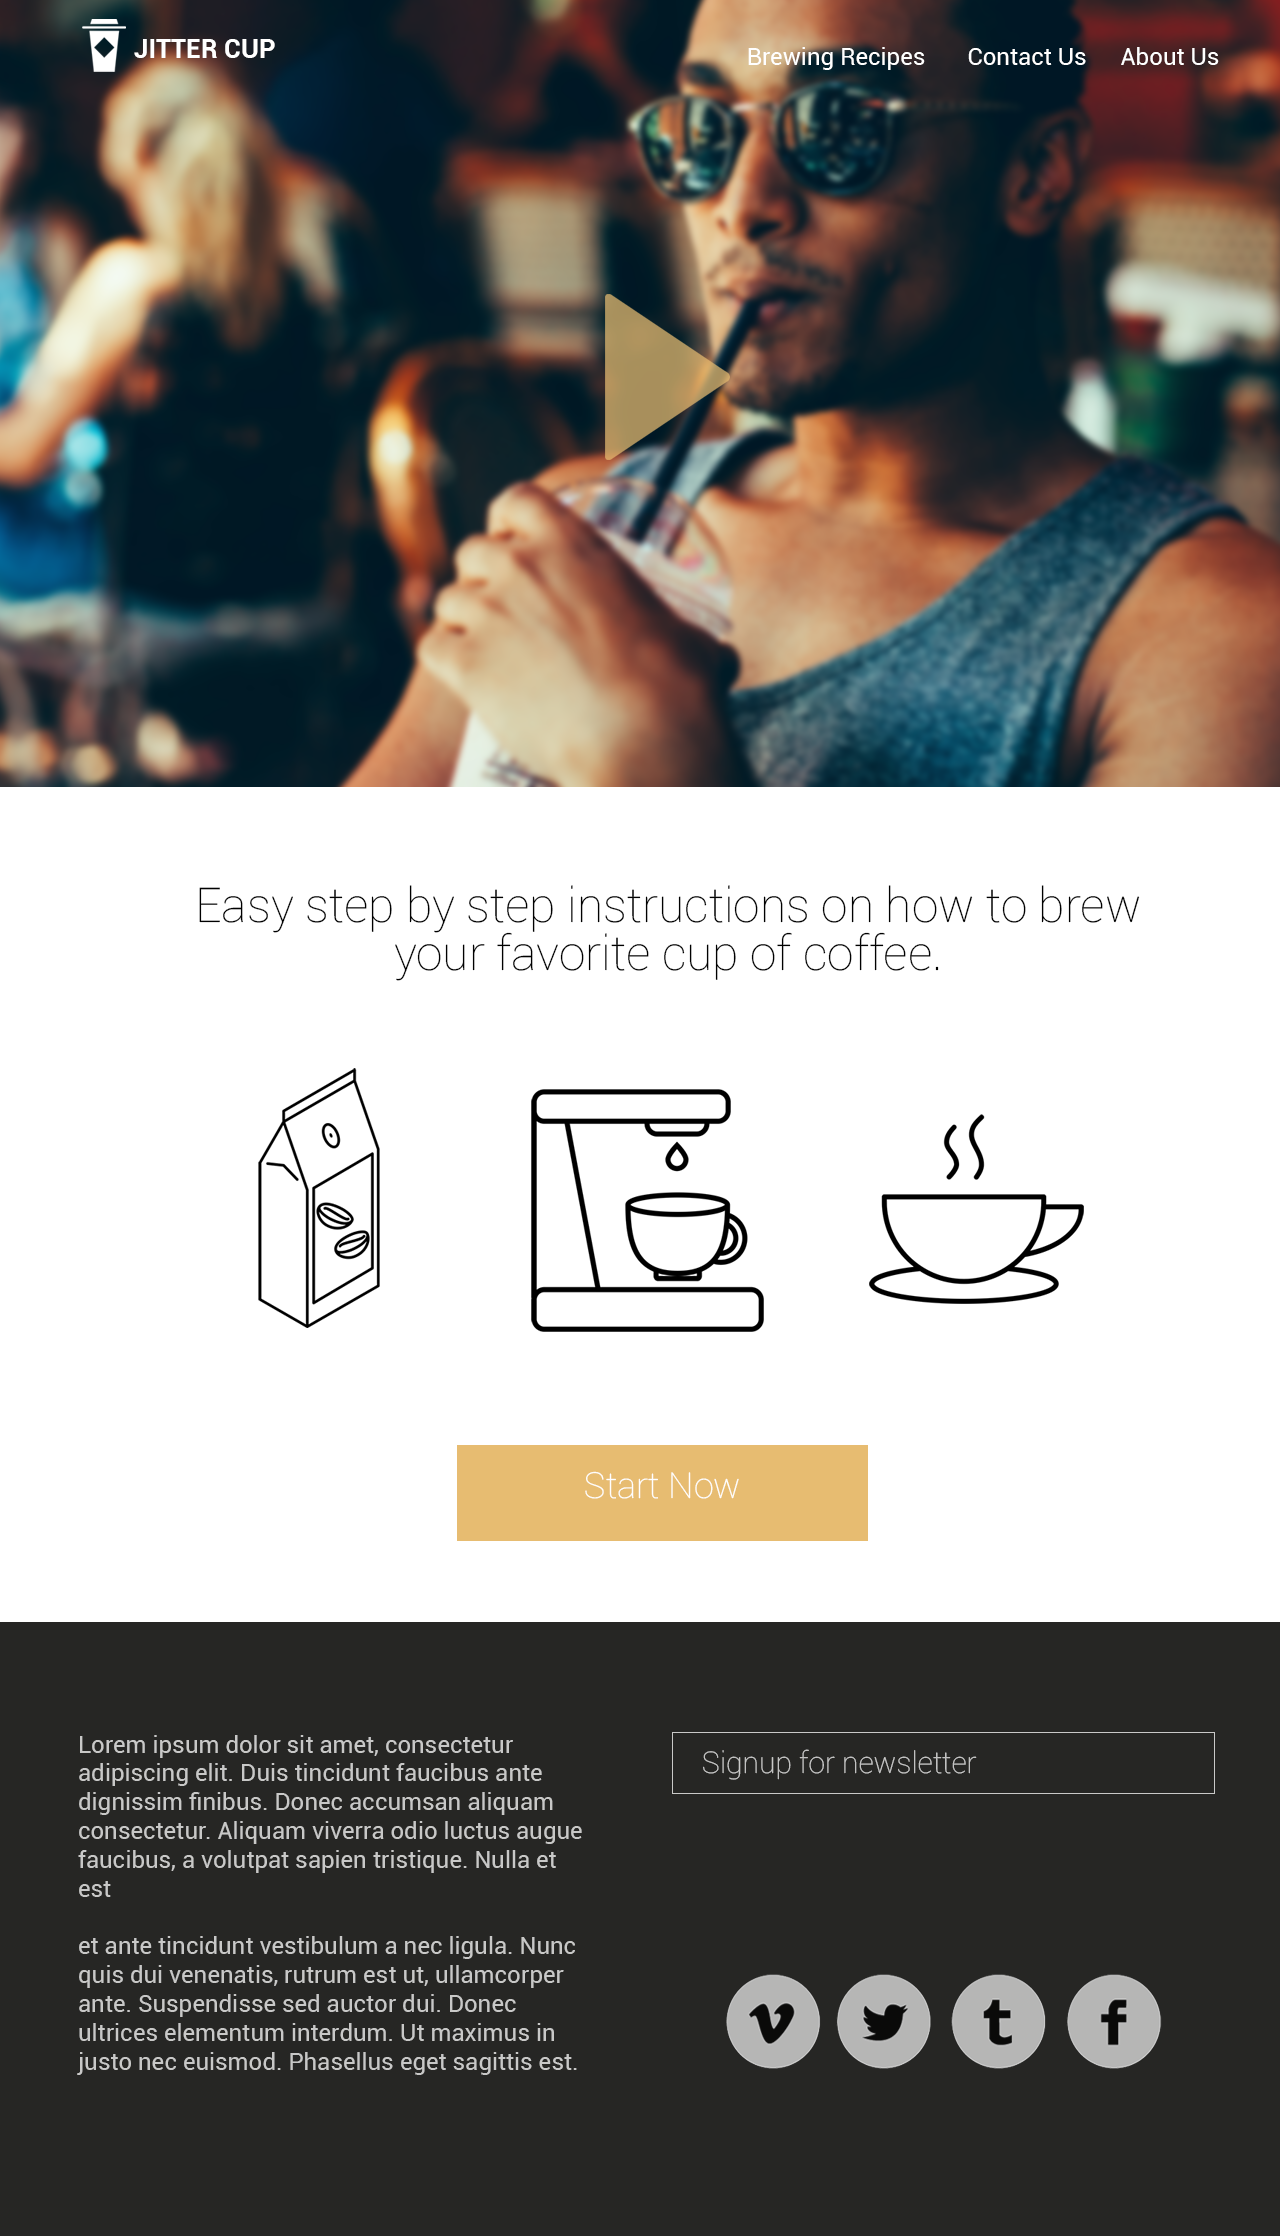 JITTER CUP
Brewing Recipes Contact Us About Us
Easy step by step instructions on how to brew
your favorite cup of coffee.
Start Now
Lorem ipsum dolor sit amet, consectetur
adipiscing elit. Duis tincidunt faucibus ante
dignissim finibus. Donec accumsan aliquam
consectetur. Aliquam viverra odio luctus augue
faucibus, a volutpat sapien tristique. Nulla et
est
et ante tincidunt vestibulum a nec ligula. Nunc
quis dui venenatis, rutrum est ut, ullamcorper
ante. Suspendisse sed auctor dui. Donec
ultrices elementum interdum. Ut maximus in
justo nec euismod. Phasellus eget sagittis est.
Signup for newsletter